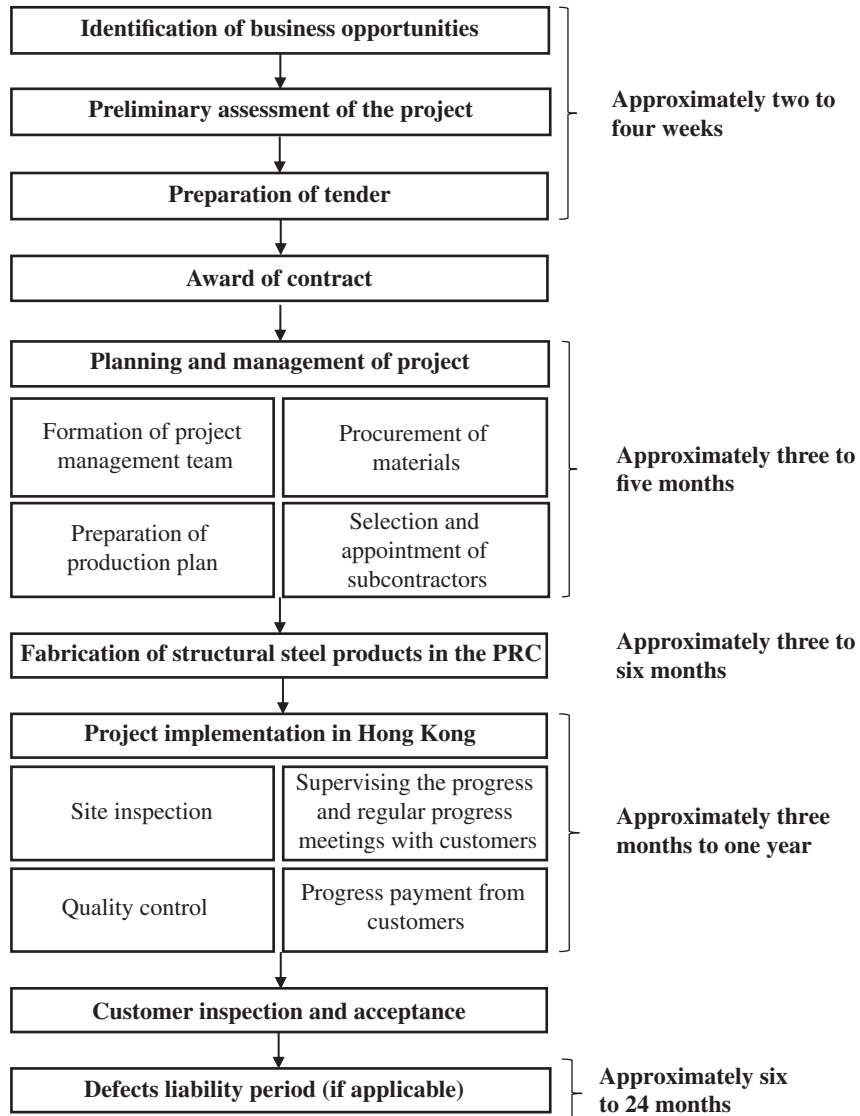 Identification of business opportunities
Preliminary assessment of the project
Approximately two to
four weeks
Preparation of tender
Award of contract
Planning and management of project
Formation of project
management team
Procurement of
materials
Preparation of
production plan
Selection and
appointment of
subcontractors
Approximately three to
five months
Fabrication of structural steel products in the PRC
Approximately three to
six months
Project implementation in Hong Kong
Site inspection
Supervising the progress
and regular progress
meetings with customers
Quality control
Progress payment from
customers
Approximately three
months to one year
Customer inspection and acceptance
Defects liability period (if applicable)
Approximately six
to 24 months